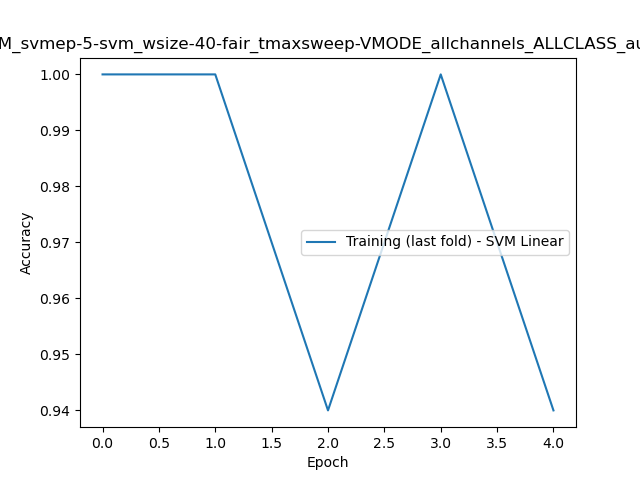 M_svmep-5-svm_wsize-40-fair_tmaxsweep-VMODE_allchannels_ALLCLASS_au
1.00
0.99
0.98
0.97
0.96
0.95
0.94
Accuracy
Training (last fold) - SVM Linear
0.0 0.5 1.0 1.5 2.0 2.5 3.0 3.5 4.0
Epoch